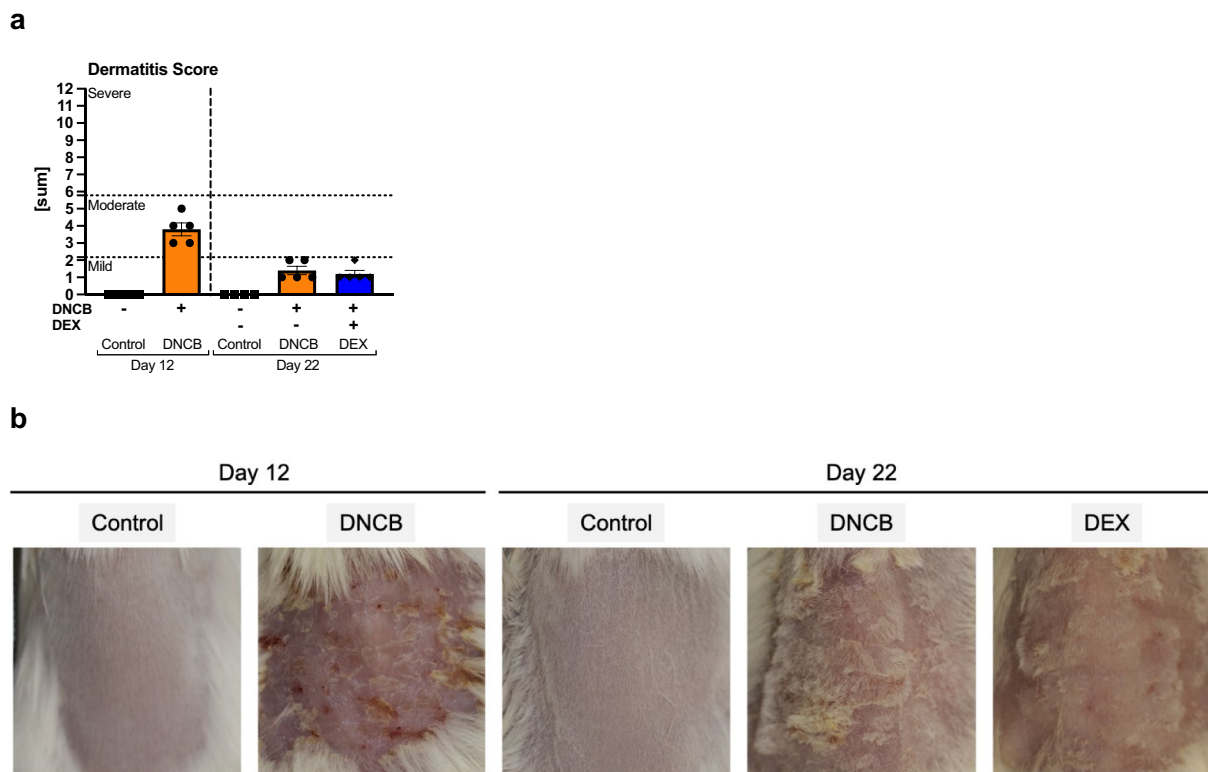 a
Dermatitis Score
12
11
10
9
8
7
6
5
4
3
2
1
0
[sum]
Severe
Moderate
Mild
DNCB - + - + +
DEX - - +
Control DNCB Control DNCB DEX
Day 12 Day 22
b
Day 12 Day 22
Control DNCB Control DNCB DEX